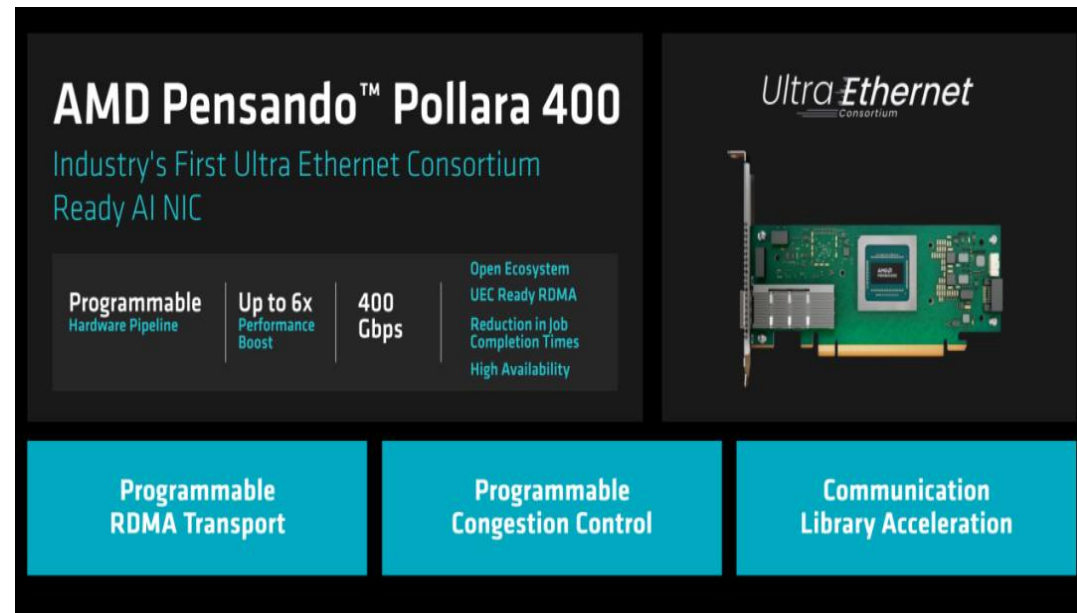 AMD Pensando™ Pollara 400
Industry's First Ultra Ethernet Consortium
Ready AI NIC
Programmable
Hardware Pipeline
Up to 6x
Performance
Boost
400
Gbps
Open Ecosystem
UEC Ready RDMA
Reduction in Job
Completion Times
High Availability
Ultra Ethernet
Consortium
AMD
Programmable
RDMA Transport
Programmable
Congestion Control
Communication
Library Acceleration